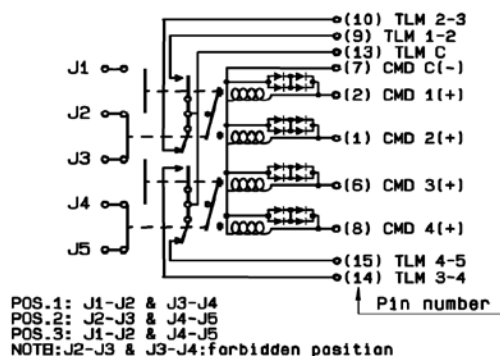 (10) TLM 2-3
(9) TLM 1-2
(13) TLM C
(7) CMD C(-)
J1
(2) CMD 1(+)
J2
(1) CMD 2(+)
J3
(6) CMD 3(+)
J4
(8) CMD 4(+)
J5
(15) TLM 4-5
(14) TLM 3-4
Pin number
POS.1: J1-J2 & J3-J4
POS.2: J2-J3 & J4-J5
POS.3: J1-J2 & J4-J5
NOTE:J2-J3 & J3-J4:forbidden position